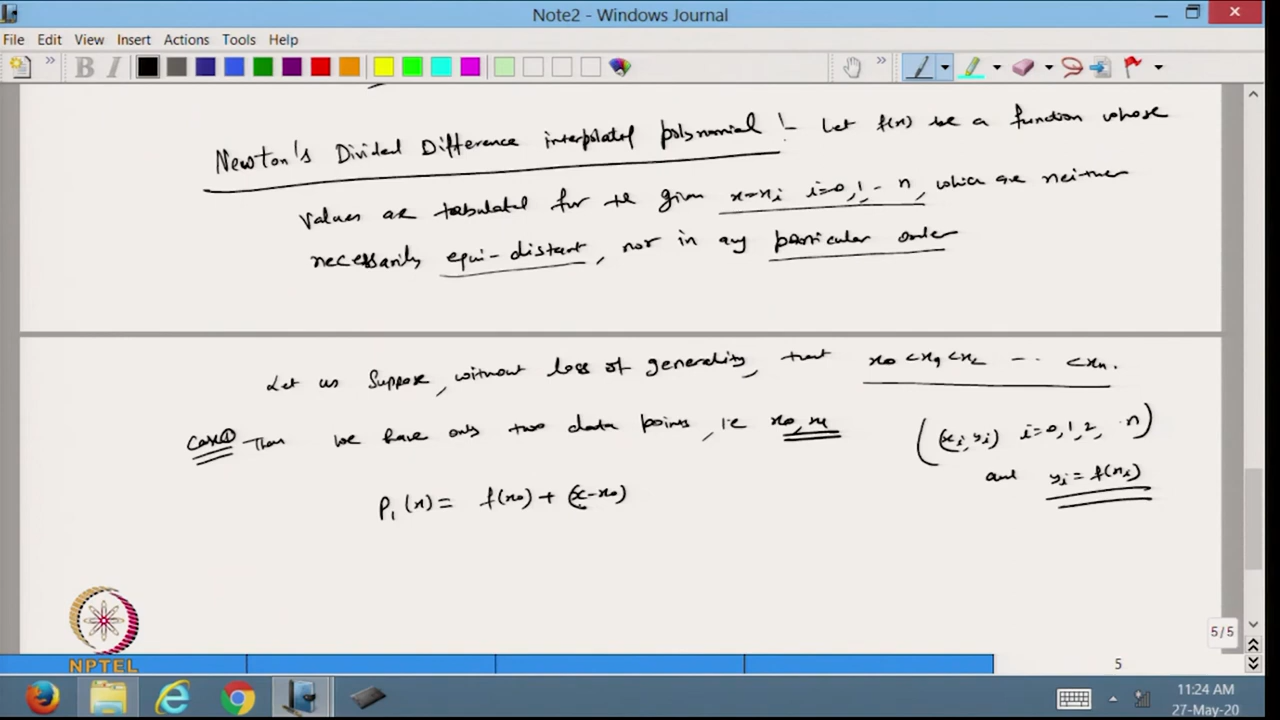 Note2 - Windows Journal
File Edit View Insert Actions Tools Help
Newton's Divided Difference interpolated polynomial :- Let f(x) be a function whose
values are tabulated for the given x=xi i=0,1,-n, which are neither
necessarily equi-distant, nor in any particular order
Let us Suppose, without loss of generality, that x0 <x1<x2 -.. <xn.
Case① Then we have only two data points, i.e x0, x1
((xi,yi) i=0,1,2, n)
and yi = f(xi)
P1(x) = f(x0) + (x-x0)
5/5
NPTEL
5
11:24 AM
27-May-20